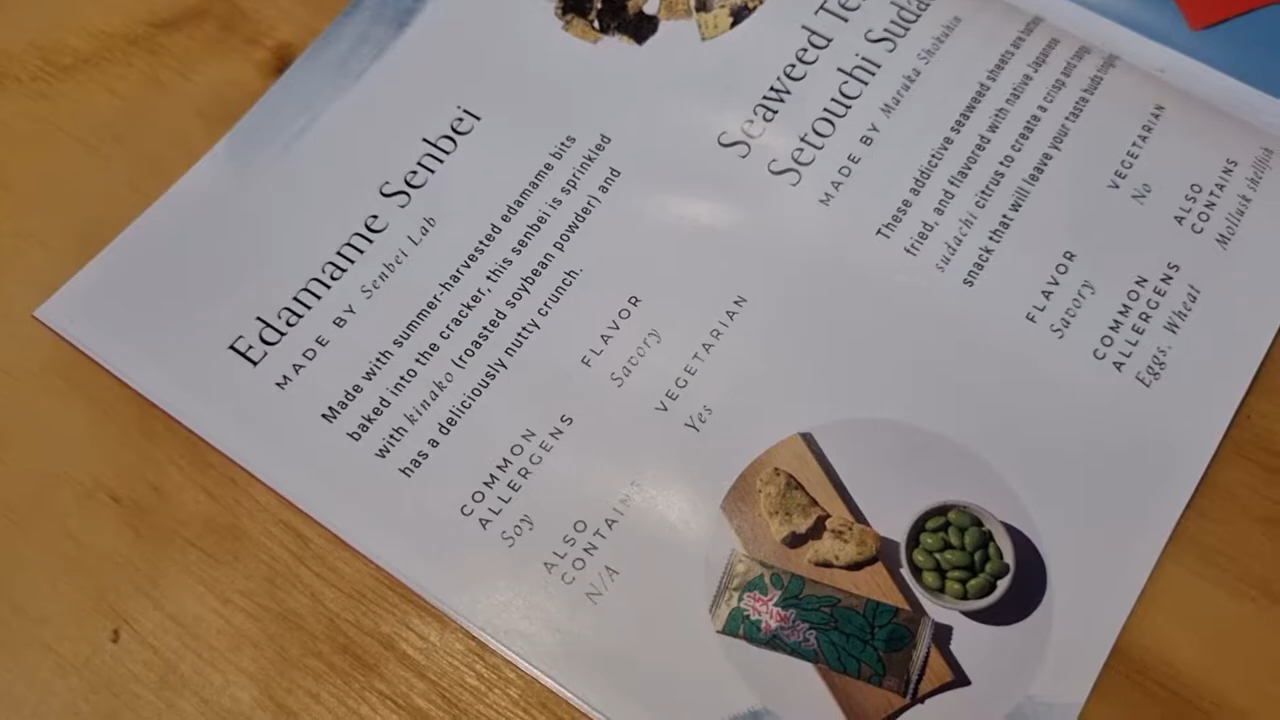 Edamame Senbei
MADE BY Senbei Lab
Made with summer-harvested edamame bits
baked into the cracker, this senbei is sprinkled
with kinako (roasted soybean powder) and
has a deliciously nutty crunch.
COMMON
ALLERGENS
Soy
FLAVOR
Savory
ALSO
CONTAINS
N/A
VEGETARIAN
Yes
Seaweed
Setouchi
MADE BY Maruka Shokuhin
These addictive seaweed sheets are
fried, and flavored with native Japanese
sudachi citrus to create a crisp and tangy
snack that will leave your taste buds
FLAVOR
Savory
VEGETARIAN
No
COMMON
ALLERGENS
Eggs, Wheat
ALSO
CONTAINS
Mollusk shellfish
枝豆